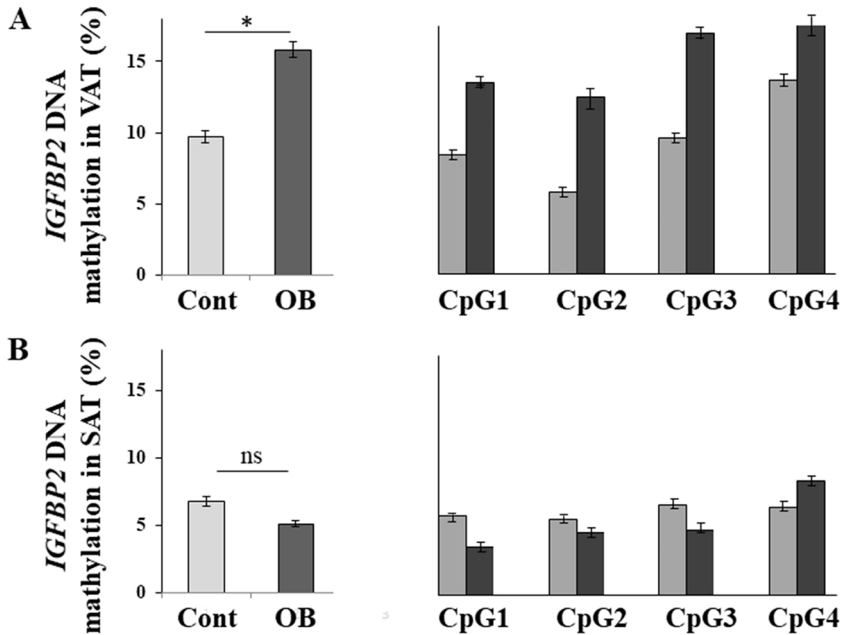 A
IGFBP2 DNA
mathylation in VAT (%)
*
15
10
5
0
Cont OB
CpG1 CpG2 CpG3 CpG4
B
IGFBP2 DNA
mathylation in SAT (%)
ns
15
10
5
0
Cont OB
s
CpG1 CpG2 CpG3 CpG4